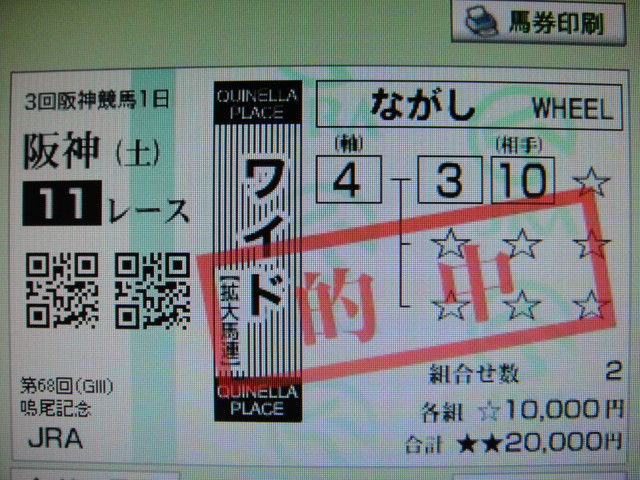 馬券印刷
3回阪神競馬1日
阪神(土)
11レース
第68回(GIII)
鳴尾記念
JRA
QUINELLA
PLACE
ワイド
[拡大馬連]
QUINELLA
PLACE
ながし WHEEL
(軸) (相手)
4 3 10 ☆
☆ ☆ ☆
☆ ☆ ☆
的中
組合せ数 2
各組 ☆10,000円
合計 ★★20,000円